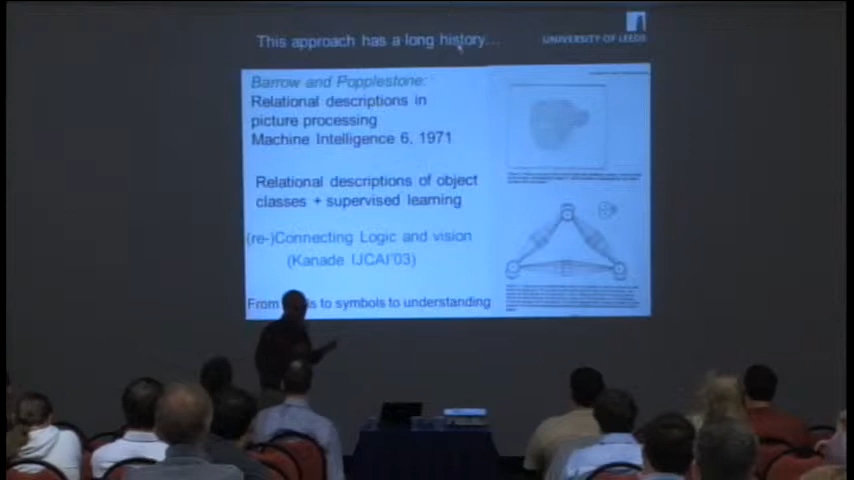 This approach has a long history...
UNIVERSITY OF LEEDS
Barrow and Popplestone:
Relational descriptions in
picture processing
Machine Intelligence 6, 1971
Relational descriptions of object
classes + supervised learning
(re-)Connecting Logic and vision
(Kanade IJCAI'03)
From ls to symbols to understanding